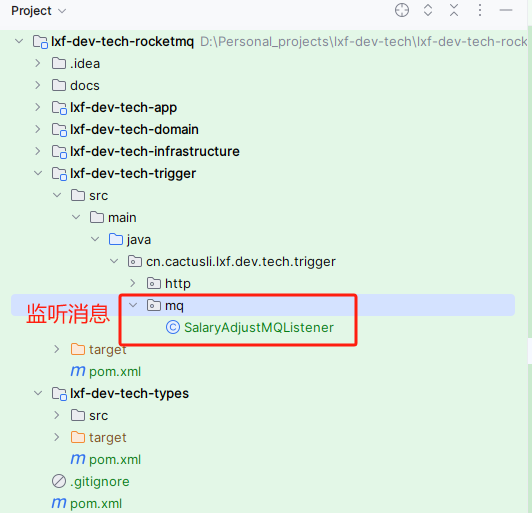 Project
lxf-dev-tech-rocketmq D:\Personal_projects\lxf-dev-tech\lxf-dev-tech-rock
.idea
docs
lxf-dev-tech-app
lxf-dev-tech-domain
lxf-dev-tech-infrastructure
lxf-dev-tech-trigger
src
main
java
cn.cactusli.lxf.dev.tech.trigger
http
监听消息 mq
SalaryAdjustMQListener
target
pom.xml
lxf-dev-tech-types
src
target
pom.xml
.gitignore
pom.xml